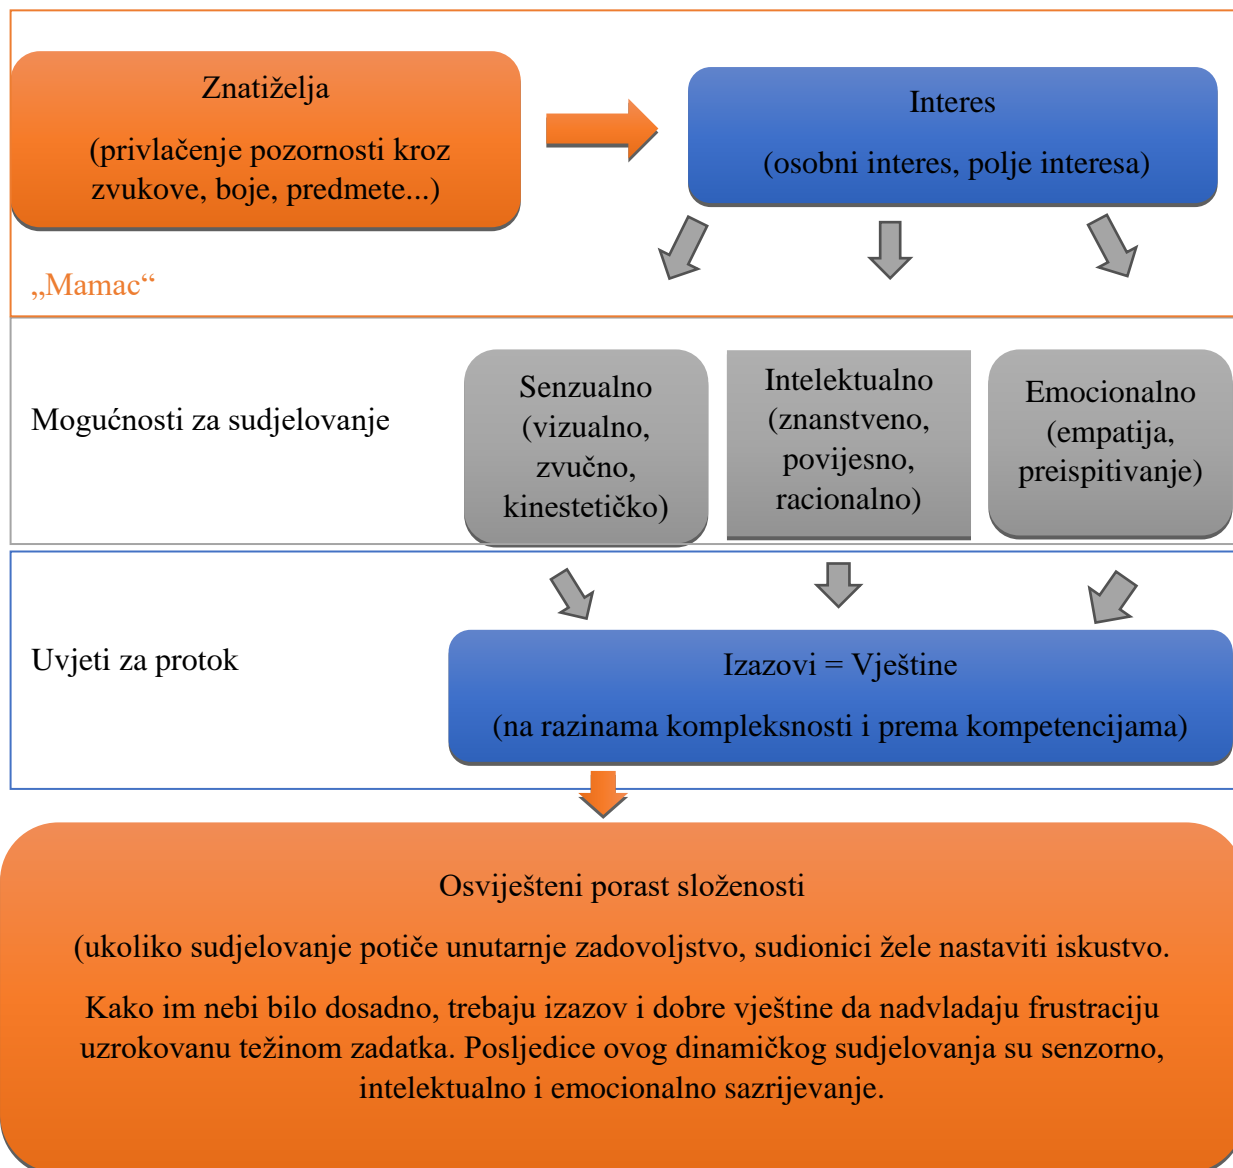 Znatiželja
(privlačenje pozornosti kroz
zvukove, boje, predmete...)
Interes
(osobni interes, polje interesa)
„Mamac“
Mogućnosti za sudjelovanje
Senzualno
(vizualno,
zvučno,
kinestetičko)
Intelektualno
(znanstveno,
povijesno,
racionalno)
Emocionalno
(empatija,
preispitivanje)
Uvjeti za protok
Izazovi = Vještine
(na razinama kompleksnosti i prema kompetencijama)
Osviješteni porast složenosti
(ukoliko sudjelovanje potiče unutarnje zadovoljstvo, sudionici žele nastaviti iskustvo.
Kako im nebi bilo dosadno, trebaju izazov i dobre vještine da nadvladaju frustraciju
uzrokovanu težinom zadatka. Posljedice ovog dinamičkog sudjelovanja su senzorno,
intelektualno i emocionalno sazrijevanje.